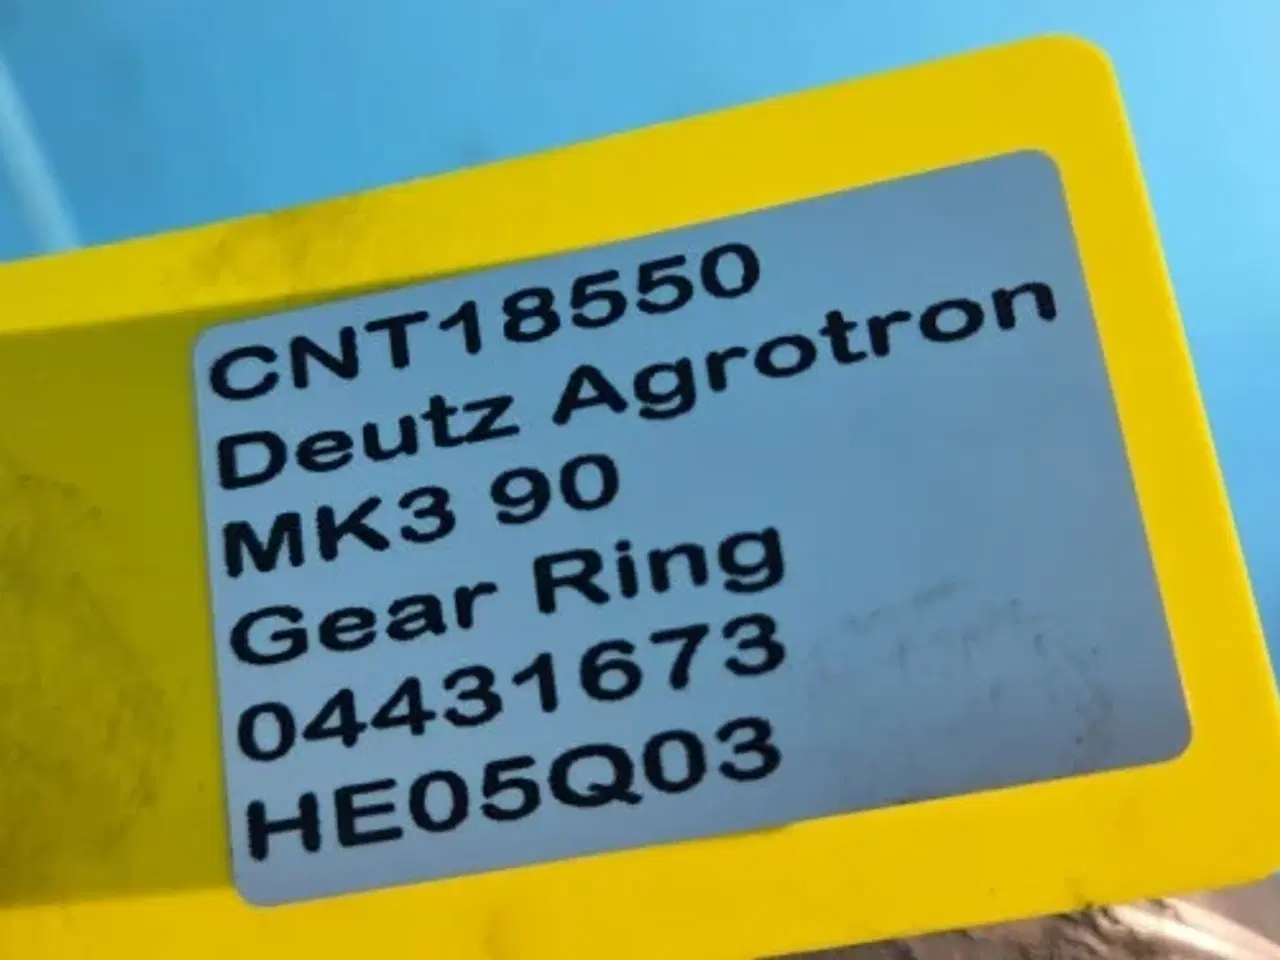 CNT18550
Deutz Agrotron
MK3 90
Gear Ring
04431673
HE05Q03